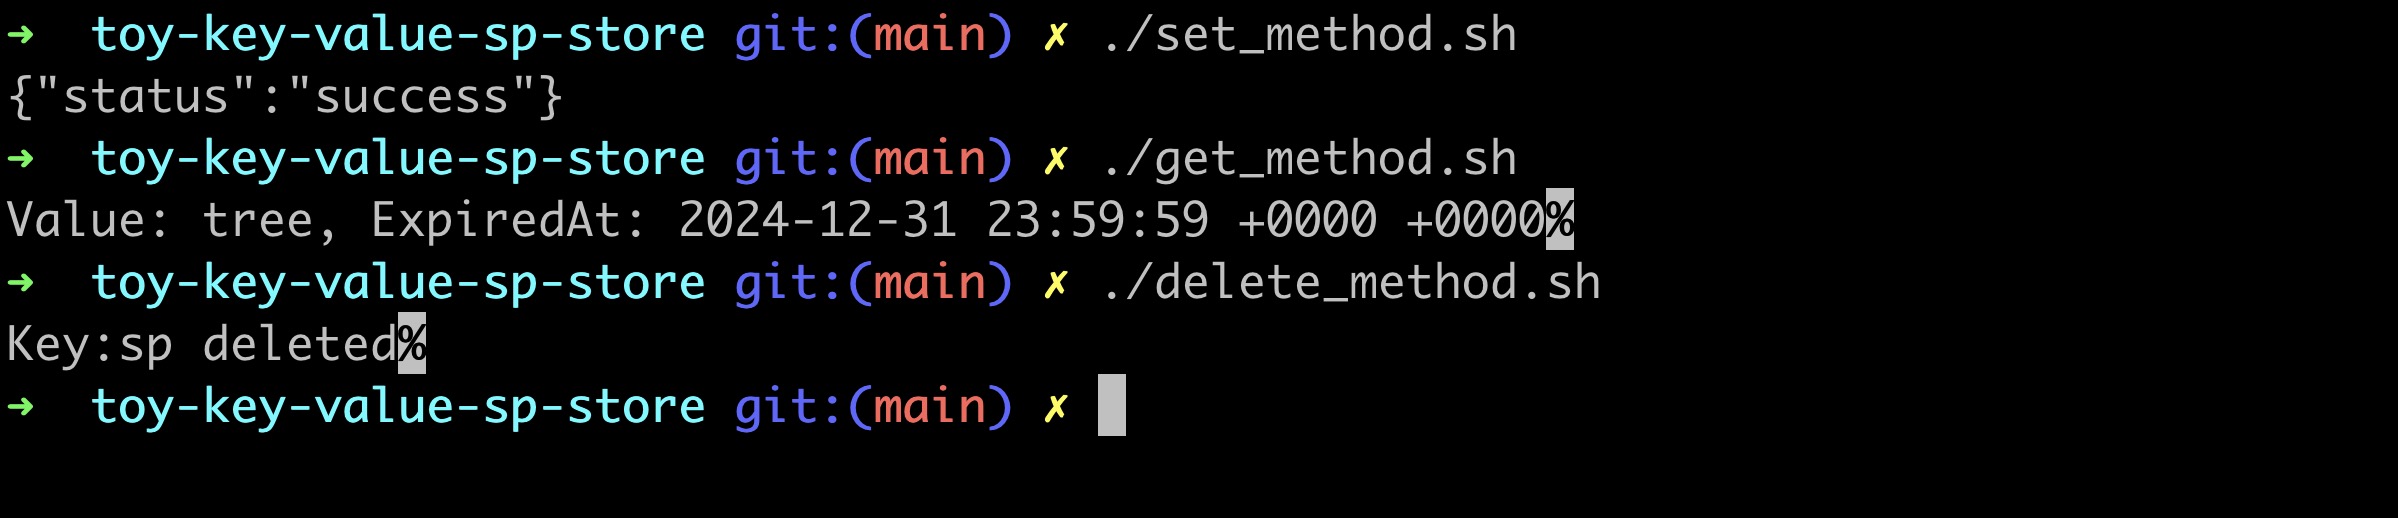 ➜  toy-key-value-sp-store git:(main) ✗ ./set_method.sh
{"status":"success"}
➜  toy-key-value-sp-store git:(main) ✗ ./get_method.sh
Value: tree, ExpiredAt: 2024-12-31 23:59:59 +0000 +0000%
➜  toy-key-value-sp-store git:(main) ✗ ./delete_method.sh
Key:sp deleted%
➜  toy-key-value-sp-store git:(main) ✗